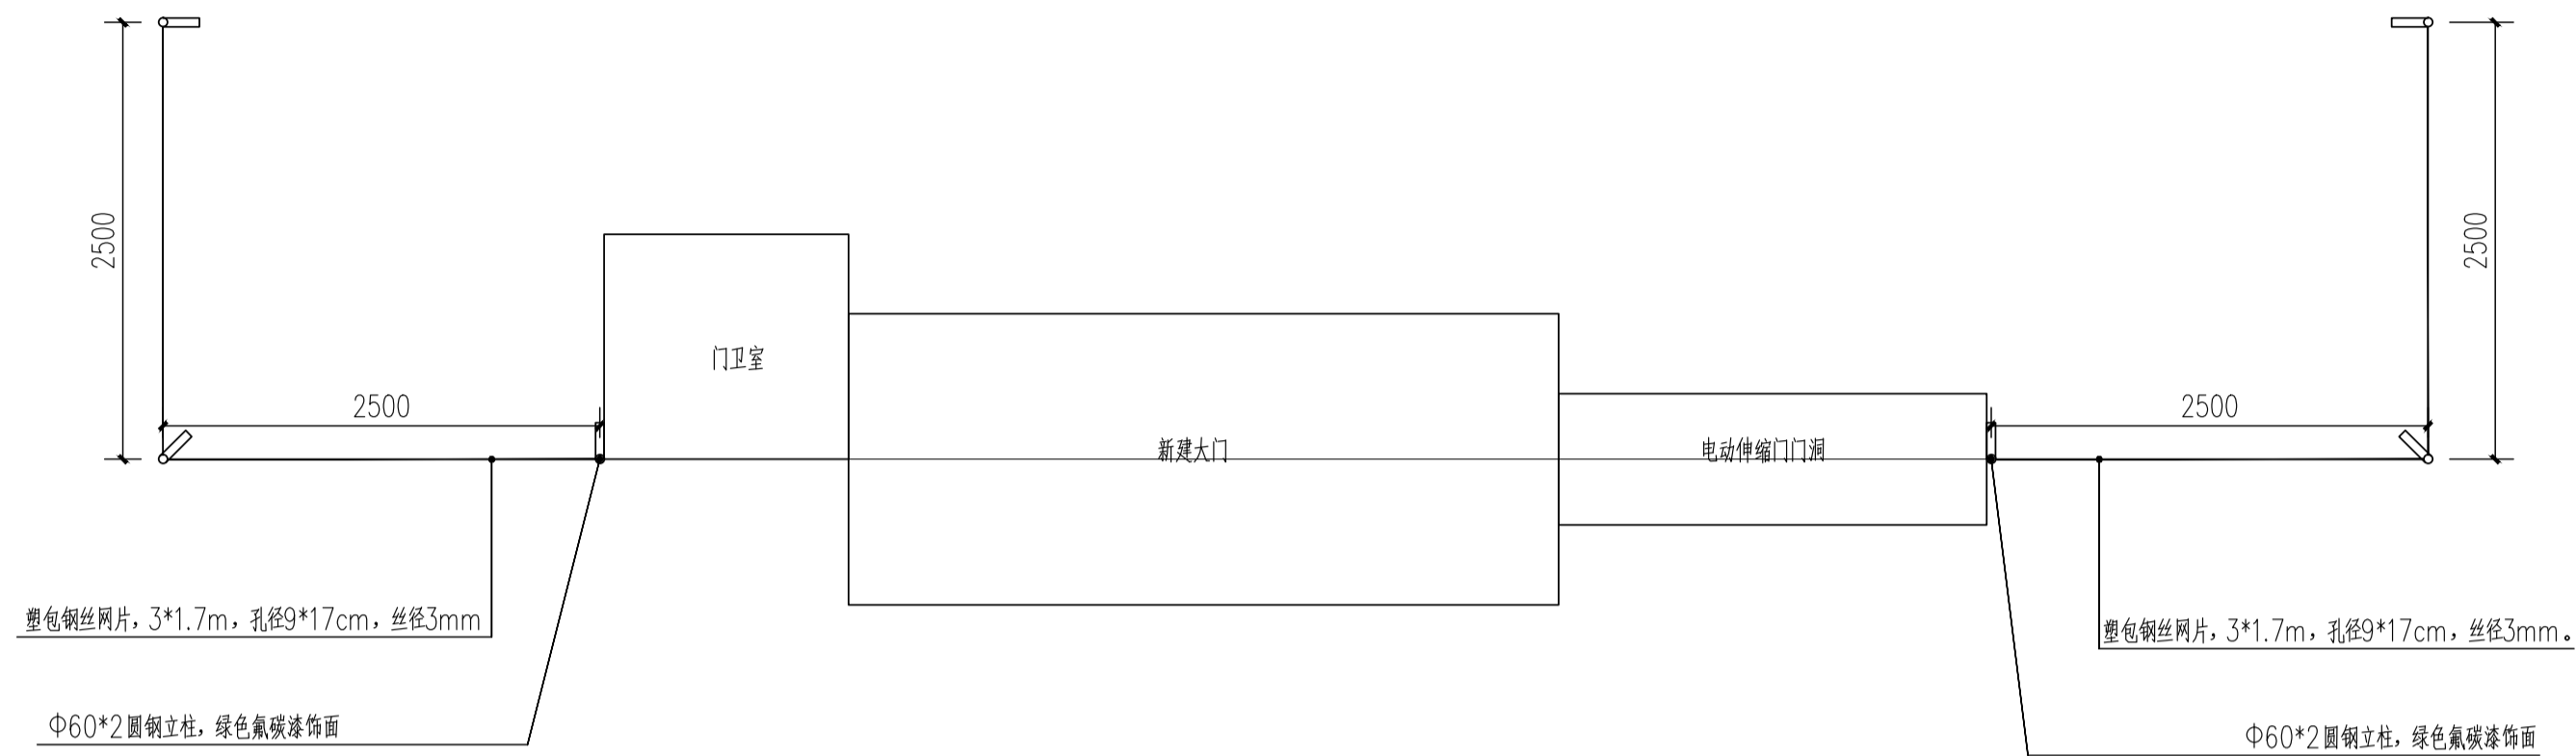 2500
2500
门卫室
2500
2500
新建大门
电动伸缩门门洞
塑包钢丝网片，3*1.7m，孔径9*17cm，丝径3mm
塑包钢丝网片，3*1.7m，孔径9*17cm，丝径3mm。
Φ60*2圆钢立柱，绿色氟碳漆饰面
Φ60*2圆钢立柱，绿色氟碳漆饰面